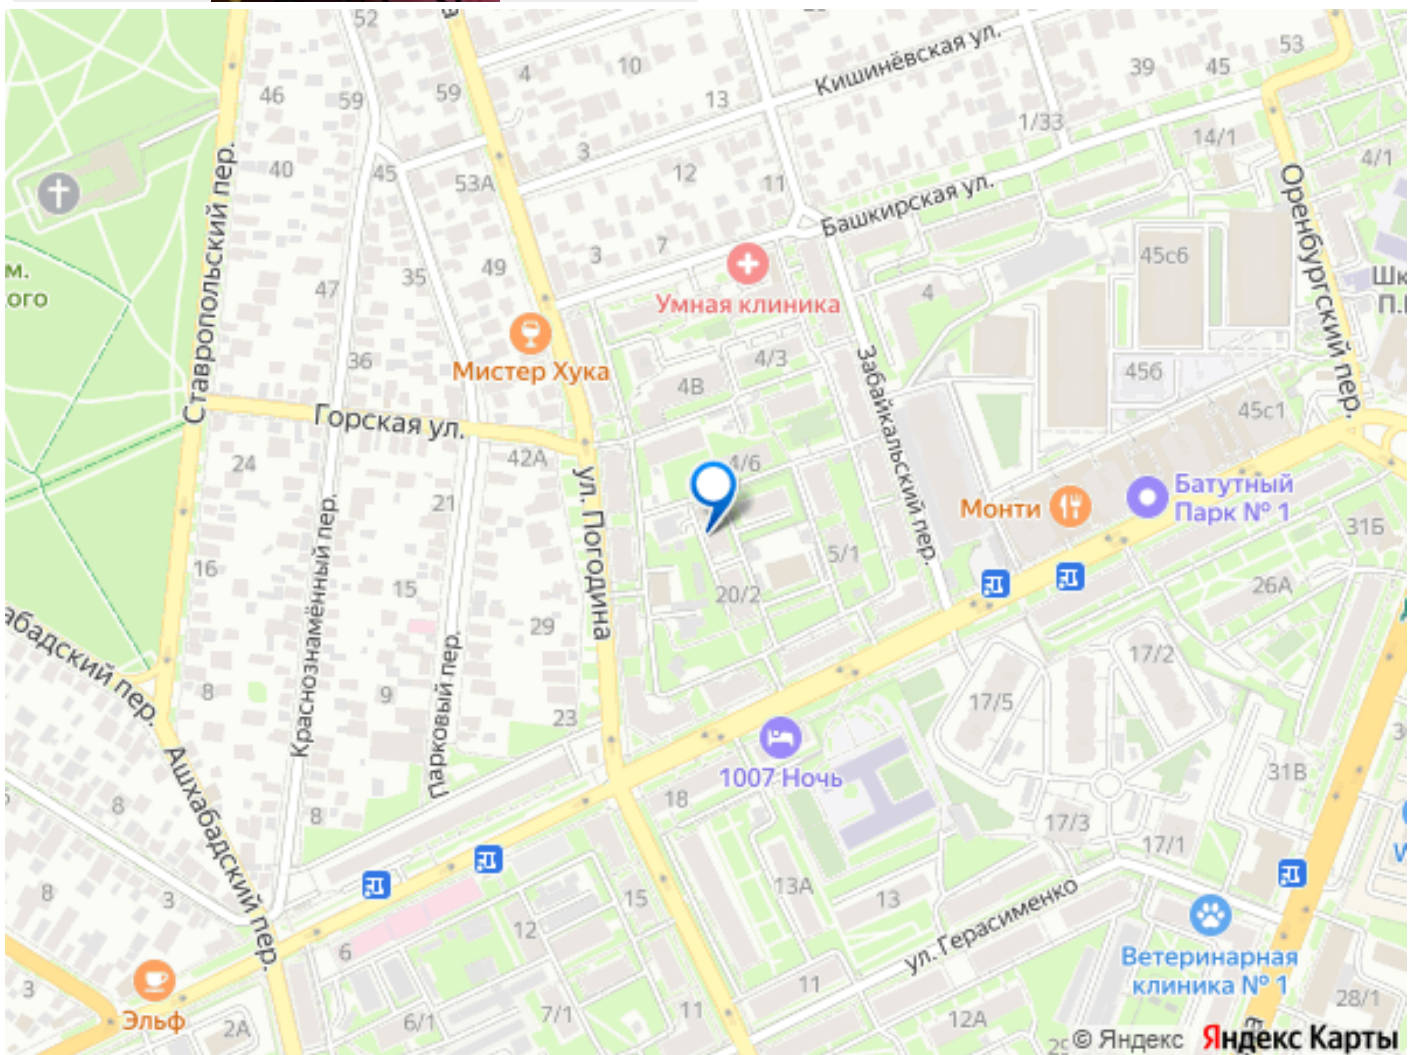 52
10
4
59
59
46
13
Кишинёвская ул.
53
45
39
1/33
14/1
4/1
3
12
11
40
45
53А
Ставропольский пер.
Башкирская ул.
Оренбургский пер.
м.
ого
35
49
47
3
7
Умная клиника
4
45с6
Шк
П.
Мистер Хука
36
4/3
4В
Забайкальский пер.
456
45с1
Горская ул.
42А
24
21
4/6
ул. Погодина
Монти
Батутный
Парк № 1
31Б
5/1
16
15
20/2
26А
29
Краснознамённый пер.
Парковый пер.
абадский пер.
8
9
23
17/2
17/5
Ашхабадский пер.
1007 Ночь
18
31В
8
8
17/3
17/1
8
3
13А
13
15
12
6
ул. Герасименко
Ветеринарная
клиника № 1
3
Эльф
2А
6/1
7/1
11
11
12А
28/1
© Яндекс Яндекс Карты